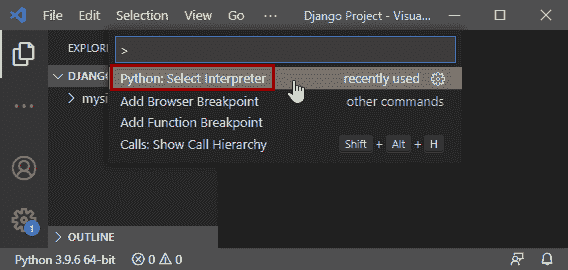 File Edit Selection View Go ··· Django Project - Visua...
EXPLOR
>
Python: Select Interpreter recently used
DJANG
Add Browser Breakpoint other commands
mysi
Add Function Breakpoint
Calls: Show Call Hierarchy Shift + Alt + H
1
OUTLINE
Python 3.9.6 64-bit 0 0